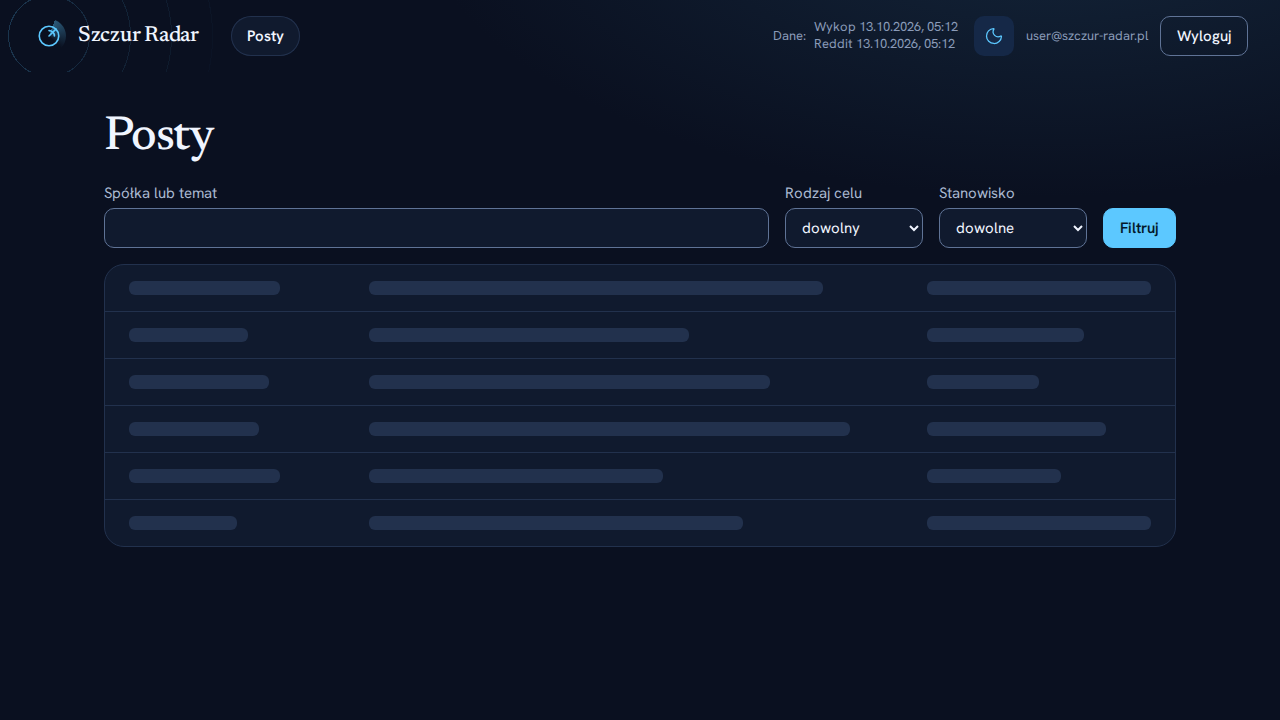 Szczur Radar
Posty
Dane:
Wykop 13.10.2026, 05:12
Reddit 13.10.2026, 05:12
user@szczur-radar.pl
Wyloguj
Posty
Spółka lub temat
Rodzaj celu
Stanowisko
dowolny
dowolne
Filtruj